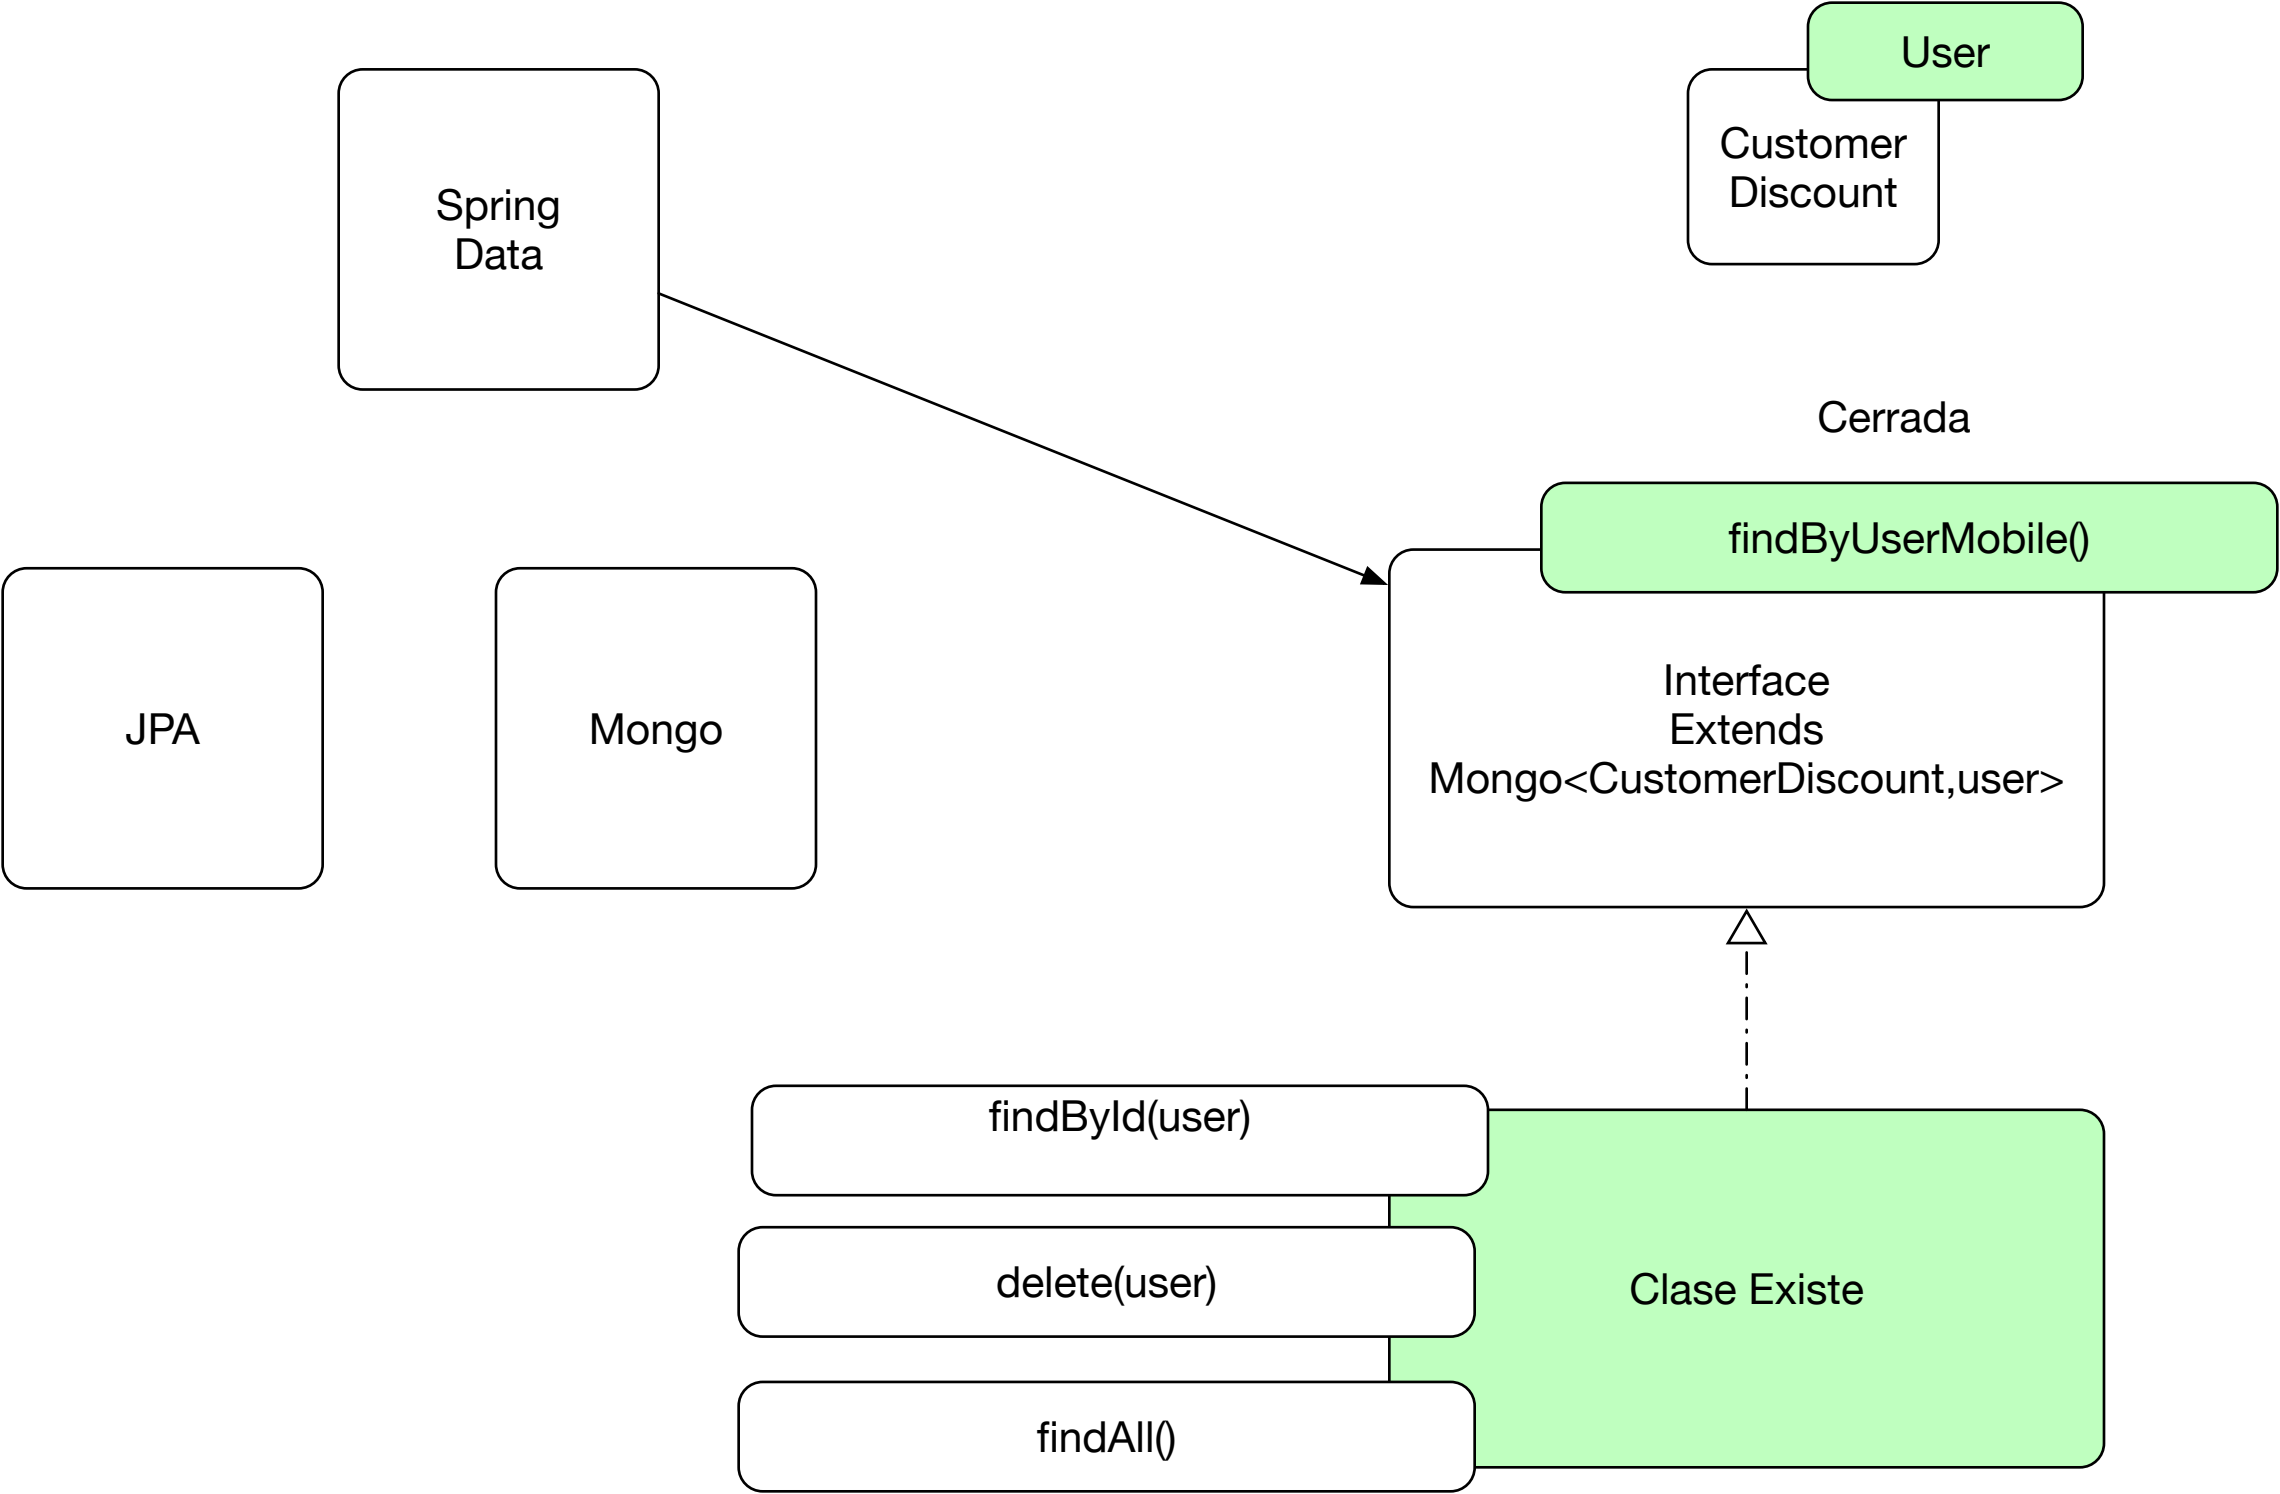 User
Customer
Discount
Spring
Data
Cerrada
findByUserMobile()
Interface
Extends
Mongo<CustomerDiscount,user>
JPA
Mongo
findById(user)
delete(user)
Clase Existe
findAll()